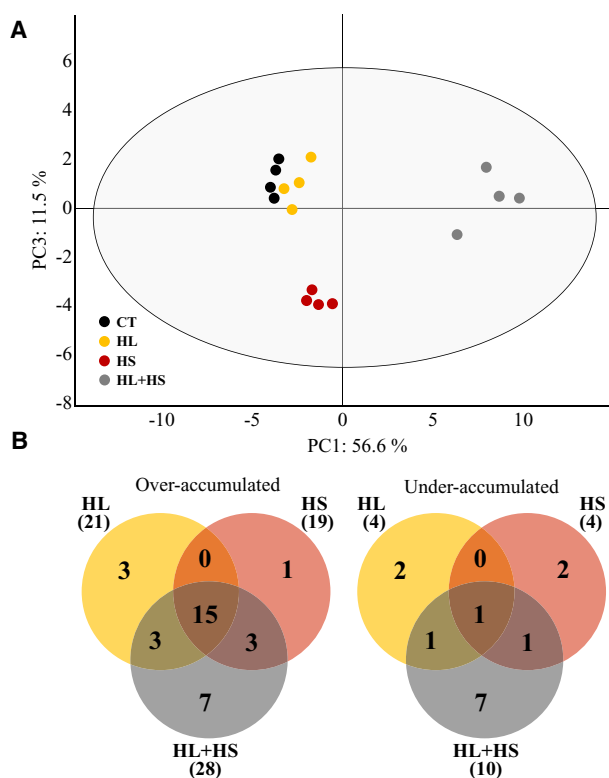 A
6
4
2
0
-2
-4
-6
-8
PC3: 11.5 %
CT
HL
HS
HL+HS
-10
-5
0
5
10
PC1: 56.6 %
B
Over-accumulated
HL
(21)
HS
(19)
3
0
1
15
3
3
7
HL+HS
(28)
Under-accumulated
HL
(4)
HS
(4)
2
0
2
1
1
1
7
HL+HS
(10)